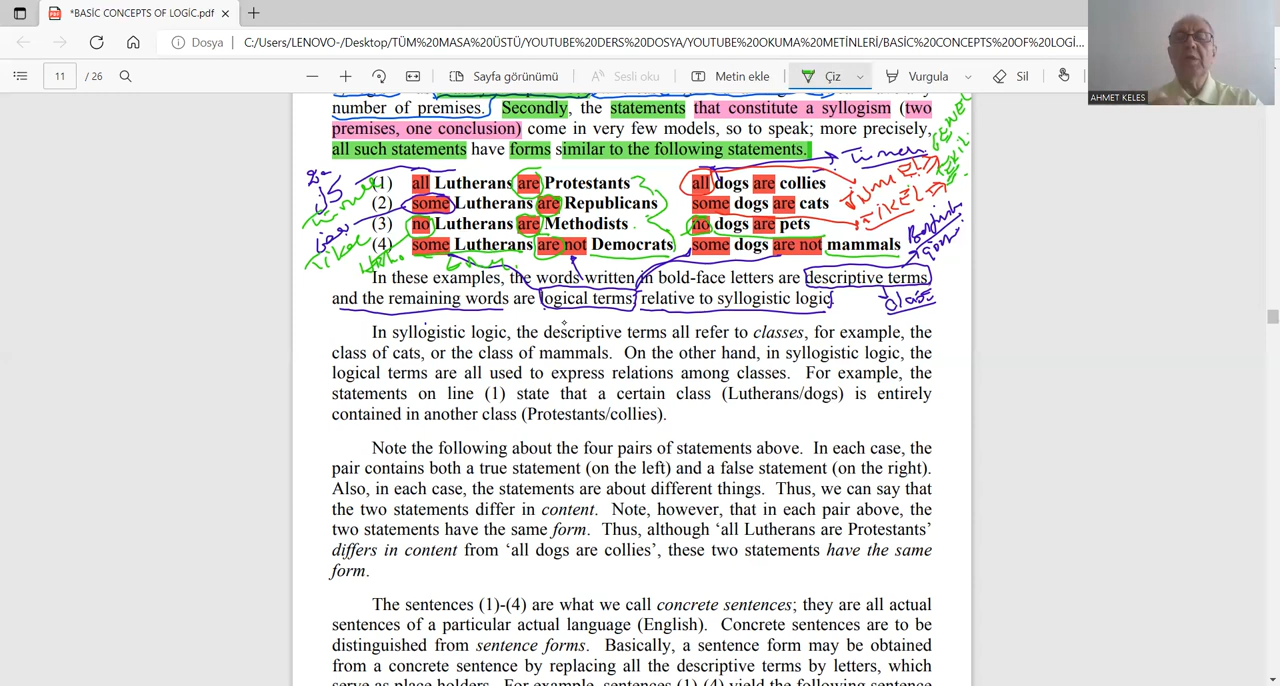 *BASİC CONCEPTS OF LOGİC.pdf
Dosya C:/Users/LENOVO-/Desktop/TÜM%20MASA%20ÜSTÜ/YOUTUBE%20DERS%20DOSYA/YOUTUBE%20OKUMA%20METİNLERİ/BASİC%20CONCEPTS%20OF%20LOGİ...
11 / 26 Sayfa görünümü Sesli oku Metin ekle Çiz Vurgula Sil
AHMET KELES
number of premises. Secondly, the statements that constitute a syllogism (two
premises, one conclusion) come in very few models, so to speak; more precisely,
all such statements have forms similar to the following statements.
(1) all Lutherans are Protestants all dogs are collies
(2) some Lutherans are Republicans some dogs are cats
(3) no Lutherans are Methodists no dogs are pets
(4) some Lutherans are not Democrats some dogs are not mammals
In these examples, the words written in bold-face letters are descriptive terms,
and the remaining words are logical terms, relative to syllogistic logic.
In syllogistic logic, the descriptive terms all refer to classes, for example, the
class of cats, or the class of mammals. On the other hand, in syllogistic logic, the
logical terms are all used to express relations among classes. For example, the
statements on line (1) state that a certain class (Lutherans/dogs) is entirely
contained in another class (Protestants/collies).
Note the following about the four pairs of statements above. In each case, the
pair contains both a true statement (on the left) and a false statement (on the right).
Also, in each case, the statements are about different things. Thus, we can say that
the two statements differ in content. Note, however, that in each pair above, the
two statements have the same form. Thus, although ‘all Lutherans are Protestants’
differs in content from ‘all dogs are collies’, these two statements have the same
form.
The sentences (1)-(4) are what we call concrete sentences; they are all actual
sentences of a particular actual language (English). Concrete sentences are to be
distinguished from sentence forms. Basically, a sentence form may be obtained
from a concrete sentence by replacing all the descriptive terms by letters, which
serve as place holders. For example, sentences (1)-(4) yield the following sentence